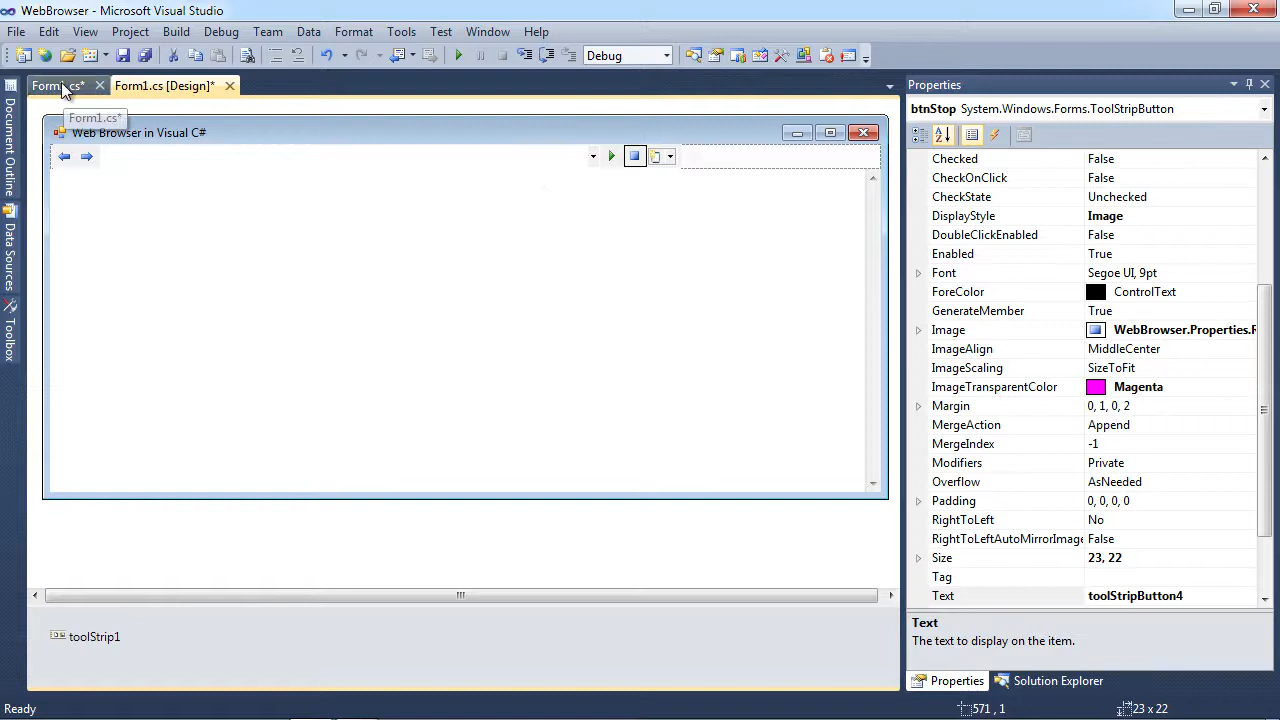 WebBrowser - Microsoft Visual Studio
File Edit View Project Build Debug Team Data Format Tools Test Window Help
Debug
Form1.cs* Form1.cs [Design]*
Form1.cs*
Web Browser in Visual C#
Document Outline
Data Sources
Toolbox
toolStrip1
Properties
btnStop System.Windows.Forms.ToolStripButton
Checked False
CheckOnClick False
CheckState Unchecked
DisplayStyle Image
DoubleClickEnabled False
Enabled True
Font Segoe UI, 9pt
ForeColor ControlText
GenerateMember True
Image WebBrowser.Properties.R
ImageAlign MiddleCenter
ImageScaling SizeToFit
ImageTransparentColor Magenta
Margin 0, 1, 0, 2
MergeAction Append
MergeIndex -1
Modifiers Private
Overflow AsNeeded
Padding 0, 0, 0, 0
RightToLeft No
RightToLeftAutoMirrorImage False
Size 23, 22
Tag
Text toolStripButton4
Text
The text to display on the item.
Properties Solution Explorer
Ready 571 , 1 23 x 22